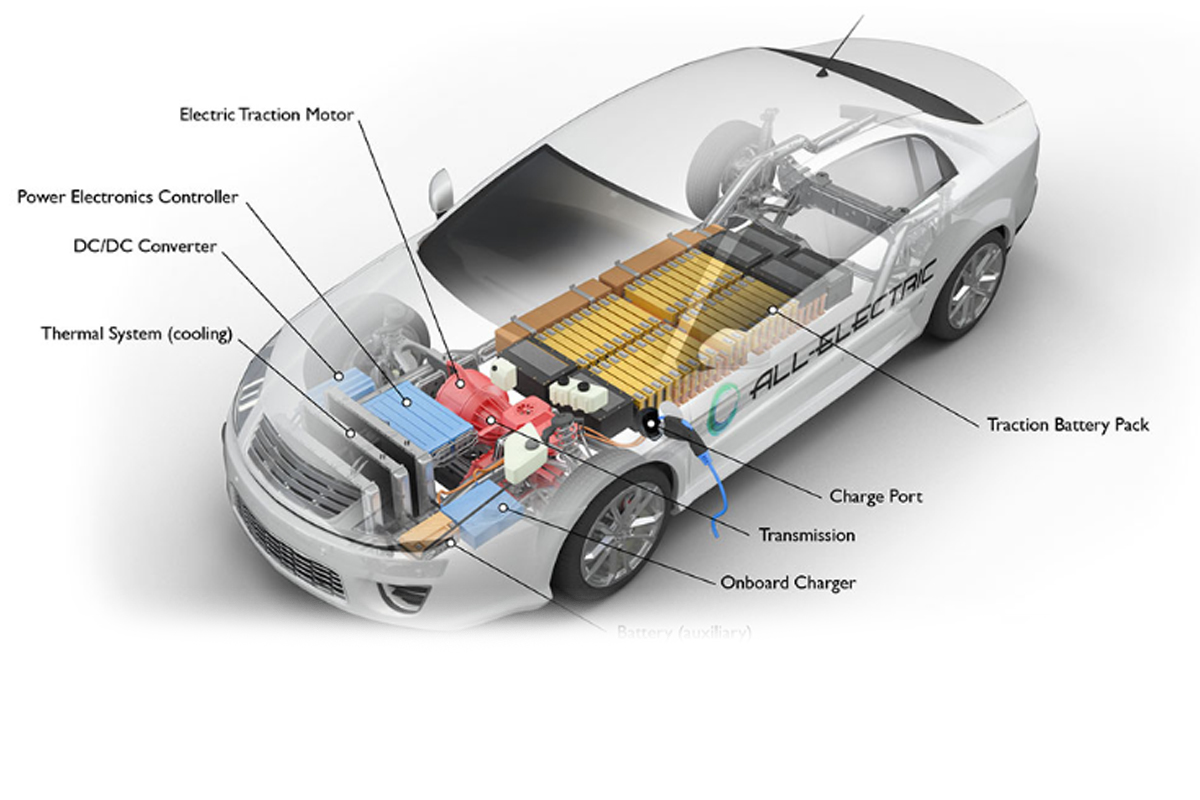 Electric Traction Motor
Power Electronics Controller
DC/DC Converter
Thermal System (cooling)
ALL-ELECTRIC
Traction Battery Pack
Charge Port
Transmission
Onboard Charger
Battery (auxiliary)